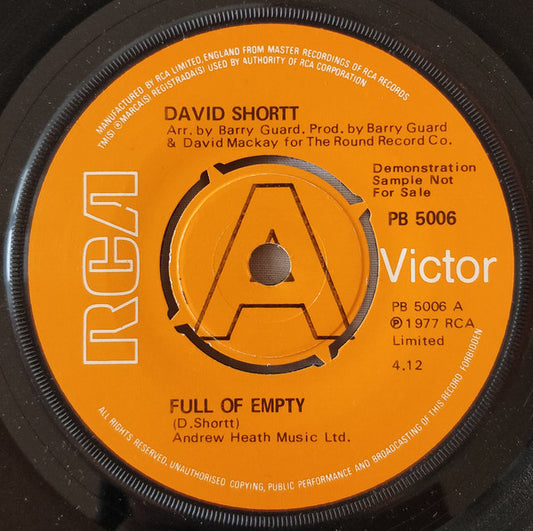 MANUFACTURED BY RCA LIMITED, ENGLAND FROM MASTER RECORDINGS OF RCA RECORDS
TM(S) ® MARCA(S) REGISTRADA(S) USED BY AUTHORITY OF RCA CORPORATION
DAVID SHORTT
Arr. by Barry Guard. Prod. by Barry Guard
& David Mackay for The Round Record Co.
Demonstration
Sample Not
For Sale
PB 5006
RCA
A
Victor
PB 5006 A
℗ 1977 RCA
Limited
4.12
FULL OF EMPTY
(D.Shortt)
Andrew Heath Music Ltd.
ALL RIGHTS RESERVED, UNAUTHORISED COPYING, PUBLIC PERFORMANCE AND BROADCASTING OF THIS RECORD FORBIDDEN